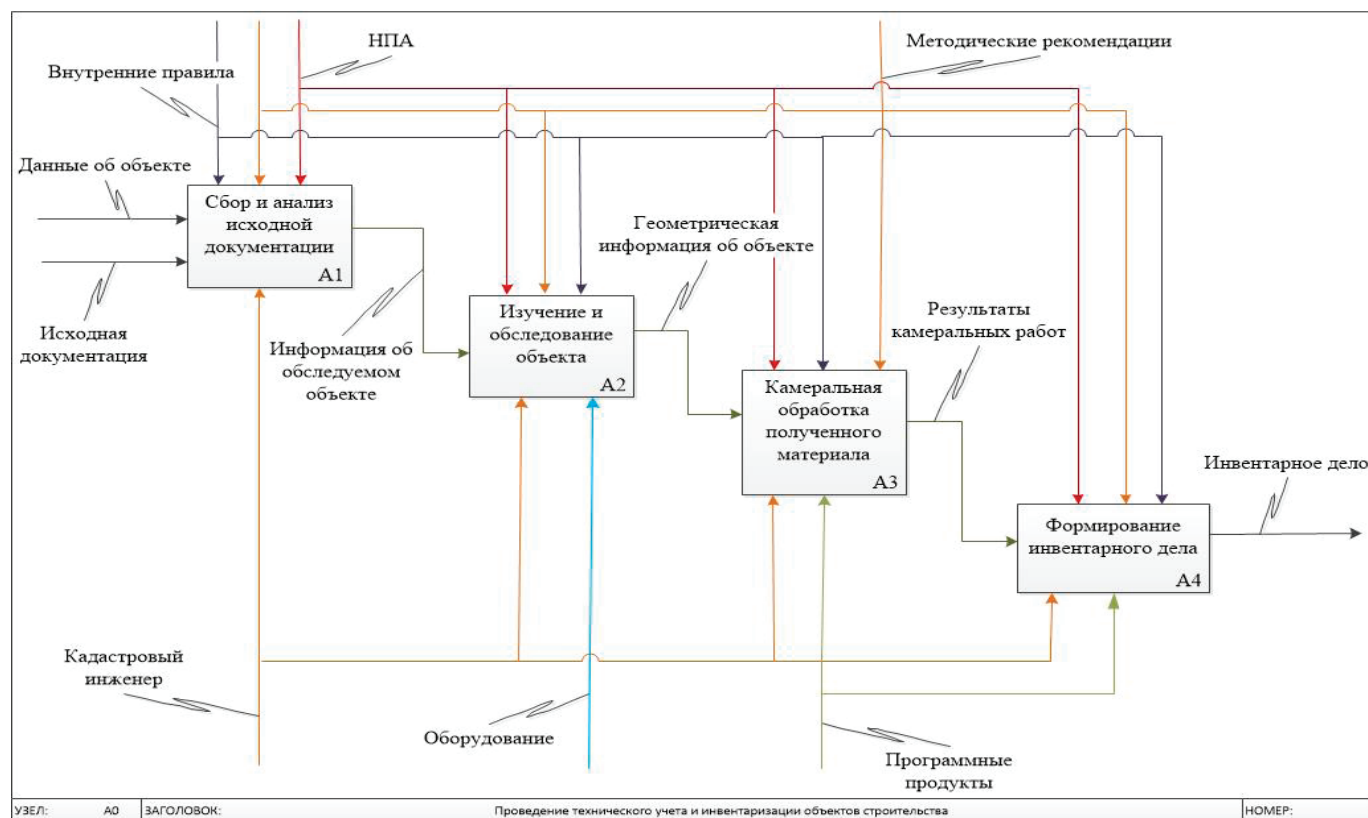 НПА
Методические рекомендации
Внутренние правила
Данные об объекте
Сбор и анализ
исходной
документации
А1
Исходная
документация
Геометрическая
информация об объекте
Информация об
обследуемом
объекте
Изучение и
обследование
объекта
А2
Результаты
камеральных работ
Камеральная
обработка
полученного
материала
А3
Инвентарное дело
Формирование
инвентарного дела
А4
Кадастровый
инженер
Оборудование
Программные
продукты
УЗЕЛ: А0 ЗАГОЛОВОК: Проведение технического учета и инвентаризации объектов строительства НОМЕР: